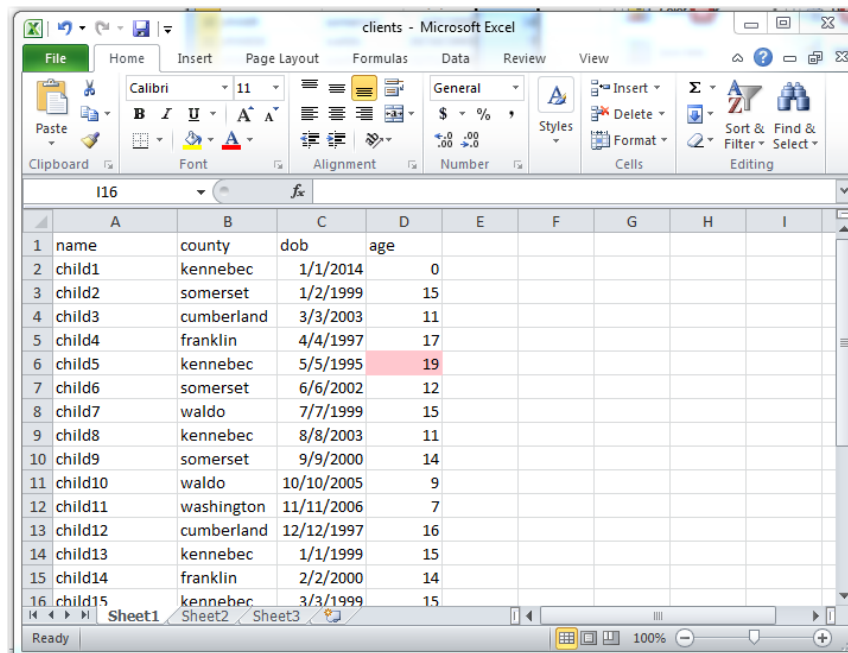 clients - Microsoft Excel
File Home Insert Page Layout Formulas Data Review View
Calibri 11 General Σ Insert
B I U A A $ % , Styles Delete Sort & Find &
Paste A .00 .00 Format Filter Select
Clipboard Font Alignment Number Cells Editing
I16 fx
A B C D E F G H I
1 name county dob age
2 child1 kennebec 1/1/2014 0
3 child2 somerset 1/2/1999 15
4 child3 cumberland 3/3/2003 11
5 child4 franklin 4/4/1997 17
6 child5 kennebec 5/5/1995 19
7 child6 somerset 6/6/2002 12
8 child7 waldo 7/7/1999 15
9 child8 kennebec 8/8/2003 11
10 child9 somerset 9/9/2000 14
11 child10 waldo 10/10/2005 9
12 child11 washington 11/11/2006 7
13 child12 cumberland 12/12/1997 16
14 child13 kennebec 1/1/1999 15
15 child14 franklin 2/2/2000 14
16 child15 kennebec 3/3/1999 15
Sheet1 Sheet2 Sheet3
Ready 100%